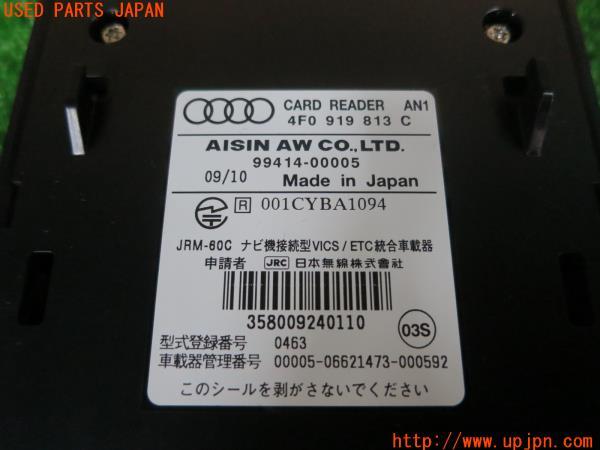 USED PARTS JAPAN
CARD READER AN1
4F0 919 813 C
AISIN AW CO.,LTD.
99414-00005
09/10 Made in Japan
R 001CYBA1094
JRM-60C ナビ機接続型VICS/ETC統合車載器
申請者 JRC 日本無線株式會社
358009240110
03S
型式登録番号 0463
車載器管理番号 00005-06621473-000592
このシールを剥がさないでください
http://www.upjpn.com